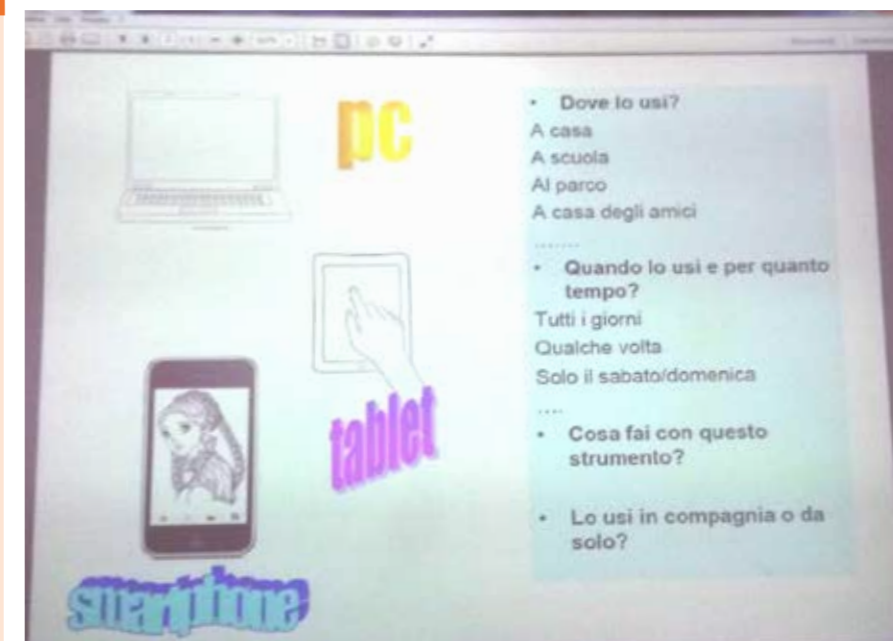 pc
tablet
smartphone
• Dove lo usi?
A casa
A scuola
Al parco
A casa degli amici
.......
• Quando lo usi e per quanto
tempo?
Tutti i giorni
Qualche volta
Solo il sabato/domenica
....
• Cosa fai con questo
strumento?
• Lo usi in compagnia o da
solo?